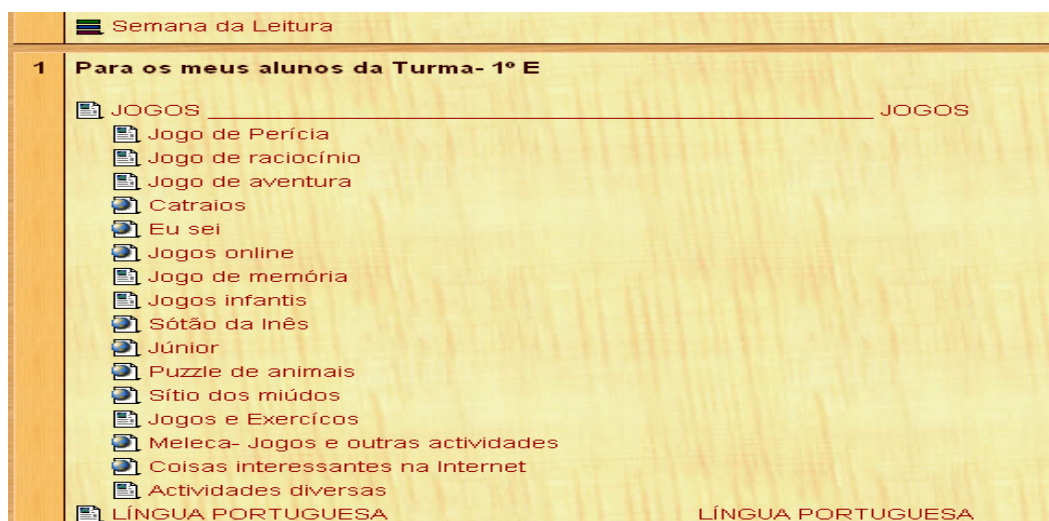 Semana da Leitura
1 Para os meus alunos da Turma- 1º E
JOGOS ______________________________________________ JOGOS
Jogo de Perícia
Jogo de raciocínio
Jogo de aventura
Catraios
Eu sei
Jogos online
Jogo de memória
Jogos infantis
Sótão da Inês
Júnior
Puzzle de animais
Sítio dos miúdos
Jogos e Exercícos
Meleca- Jogos e outras actividades
Coisas interessantes na Internet
Actividades diversas
LÍNGUA PORTUGUESA LÍNGUA PORTUGUESA